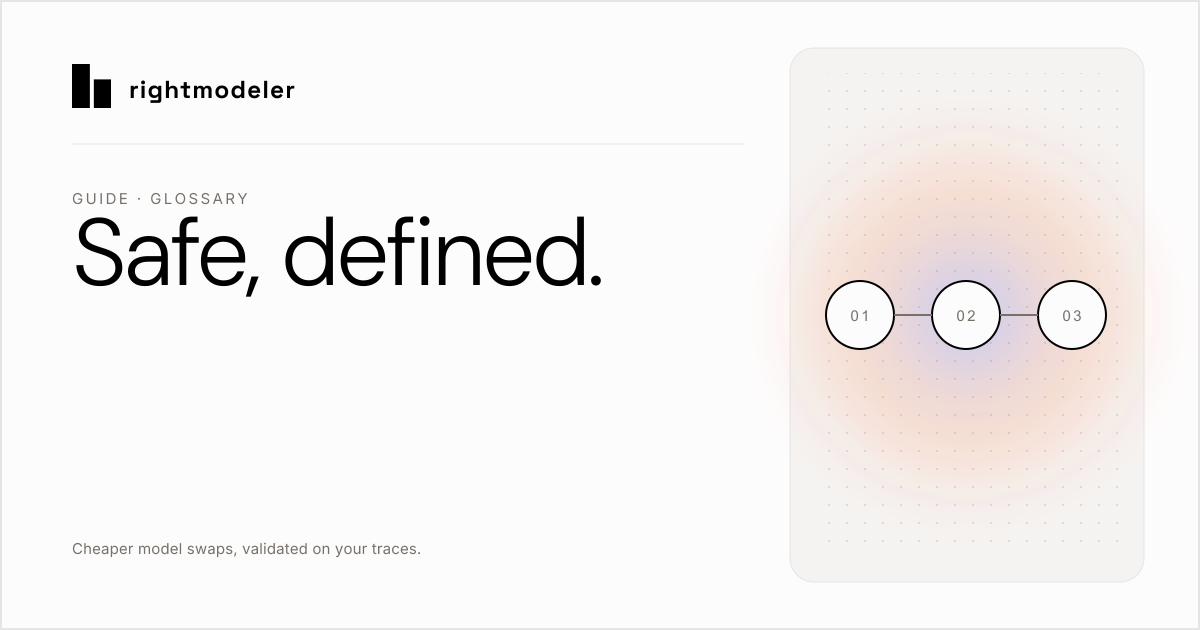 rightmodeler
GUIDE · GLOSSARY
Safe, defined.
01 02 03
Cheaper model swaps, validated on your traces.